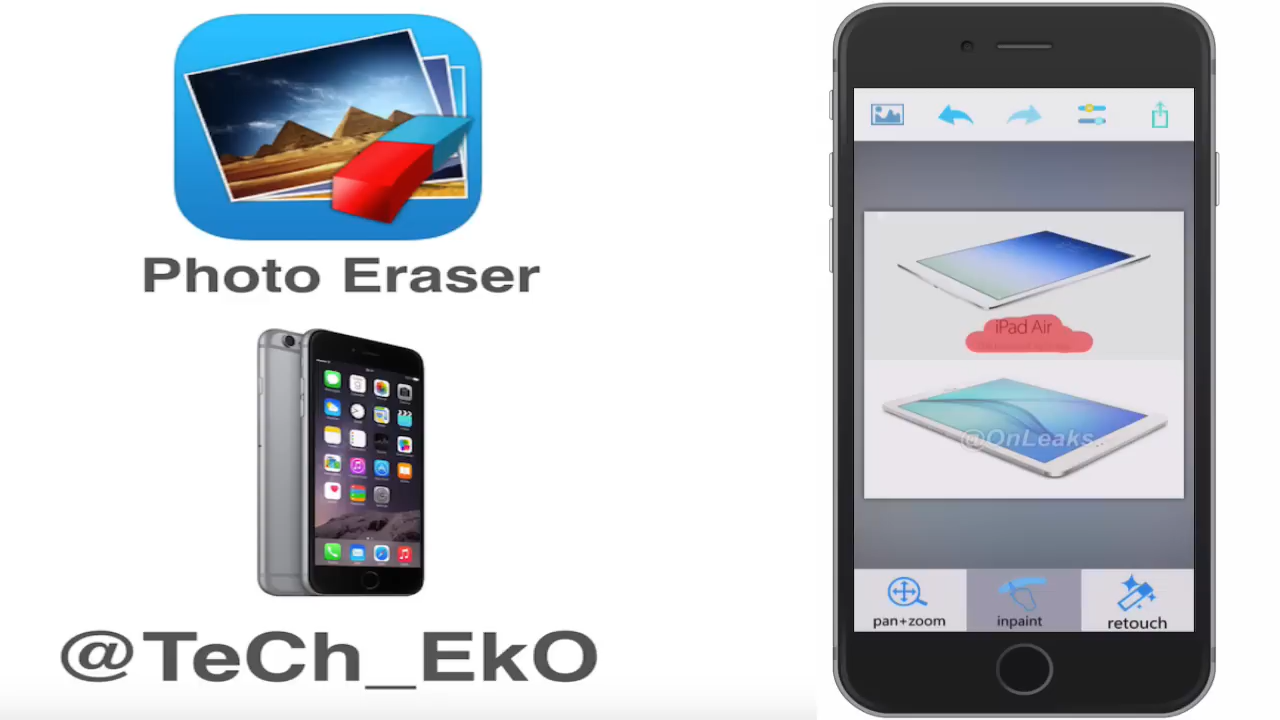 Photo Eraser
@TeCh_EkO
iPad Air
@OnLeaks
pan+zoom
inpaint
retouch